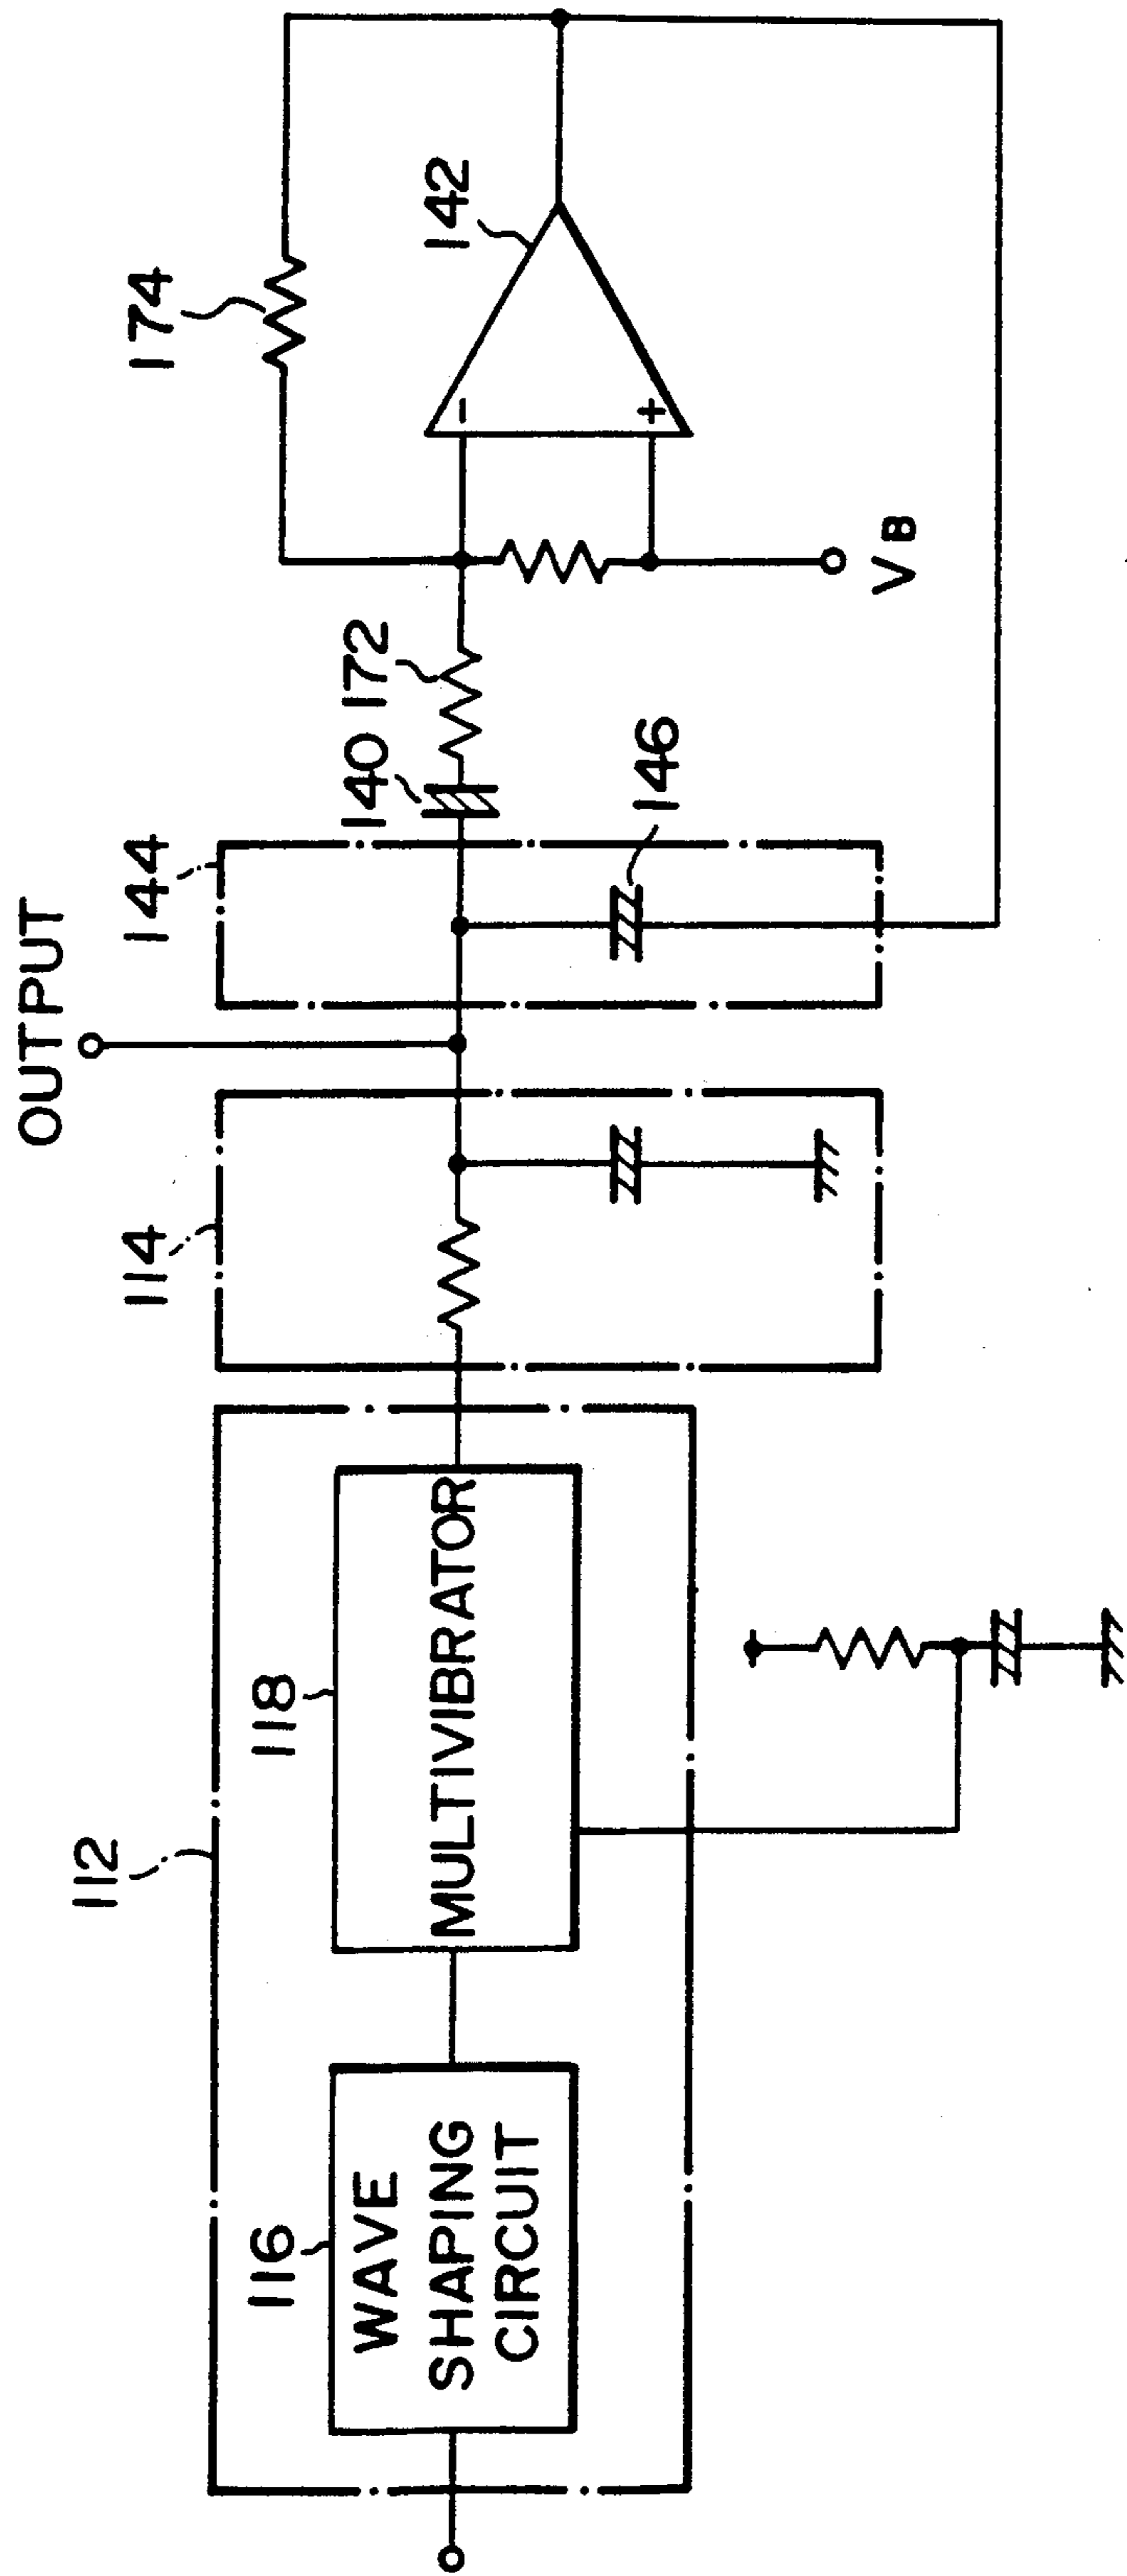 OUTPUT
112
114
144
174
116
118
140
172
142
WAVE
SHAPING
CIRCUIT
MULTIVIBRATOR
-
+
146
VB